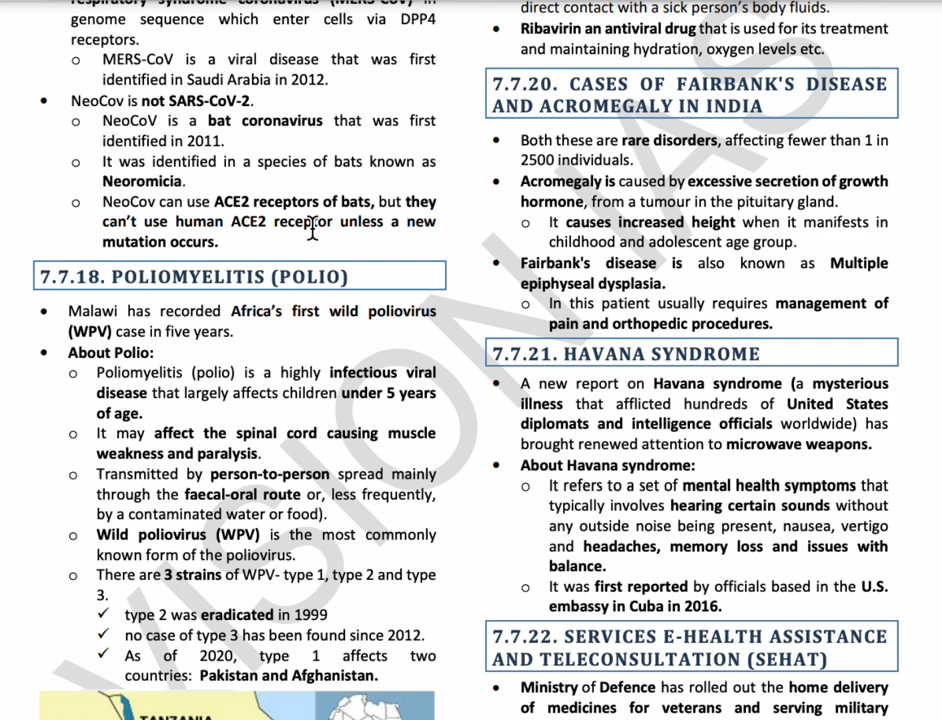 respiratory syndrome coronavirus (MERS-CoV) in
genome sequence which enter cells via DPP4
receptors.
o MERS-CoV is a viral disease that was first
identified in Saudi Arabia in 2012.
• NeoCov is not SARS-CoV-2.
o NeoCoV is a bat coronavirus that was first
identified in 2011.
o It was identified in a species of bats known as
Neoromicia.
o NeoCov can use ACE2 receptors of bats, but they
can't use human ACE2 receptor unless a new
mutation occurs.
7.7.18. POLIOMYELITIS (POLIO)
• Malawi has recorded Africa's first wild poliovirus
(WPV) case in five years.
• About Polio:
o Poliomyelitis (polio) is a highly infectious viral
disease that largely affects children under 5 years
of age.
o It may affect the spinal cord causing muscle
weakness and paralysis.
o Transmitted by person-to-person spread mainly
through the faecal-oral route or, less frequently,
by a contaminated water or food).
o Wild poliovirus (WPV) is the most commonly
known form of the poliovirus.
o There are 3 strains of WPV- type 1, type 2 and type
3.
✓ type 2 was eradicated in 1999
✓ no case of type 3 has been found since 2012.
✓ As of 2020, type 1 affects two
countries: Pakistan and Afghanistan.
TANZANIA
direct contact with a sick person's body fluids.
• Ribavirin an antiviral drug that is used for its treatment
and maintaining hydration, oxygen levels etc.
7.7.20. CASES OF FAIRBANK'S DISEASE
AND ACROMEGALY IN INDIA
• Both these are rare disorders, affecting fewer than 1 in
2500 individuals.
• Acromegaly is caused by excessive secretion of growth
hormone, from a tumour in the pituitary gland.
o It causes increased height when it manifests in
childhood and adolescent age group.
• Fairbank's disease is also known as Multiple
epiphyseal dysplasia.
o In this patient usually requires management of
pain and orthopedic procedures.
7.7.21. HAVANA SYNDROME
• A new report on Havana syndrome (a mysterious
illness that afflicted hundreds of United States
diplomats and intelligence officials worldwide) has
brought renewed attention to microwave weapons.
• About Havana syndrome:
o It refers to a set of mental health symptoms that
typically involves hearing certain sounds without
any outside noise being present, nausea, vertigo
and headaches, memory loss and issues with
balance.
o It was first reported by officials based in the U.S.
embassy in Cuba in 2016.
7.7.22. SERVICES E-HEALTH ASSISTANCE
AND TELECONSULTATION (SEHAT)
• Ministry of Defence has rolled out the home delivery
of medicines for veterans and serving military
VISION IAS